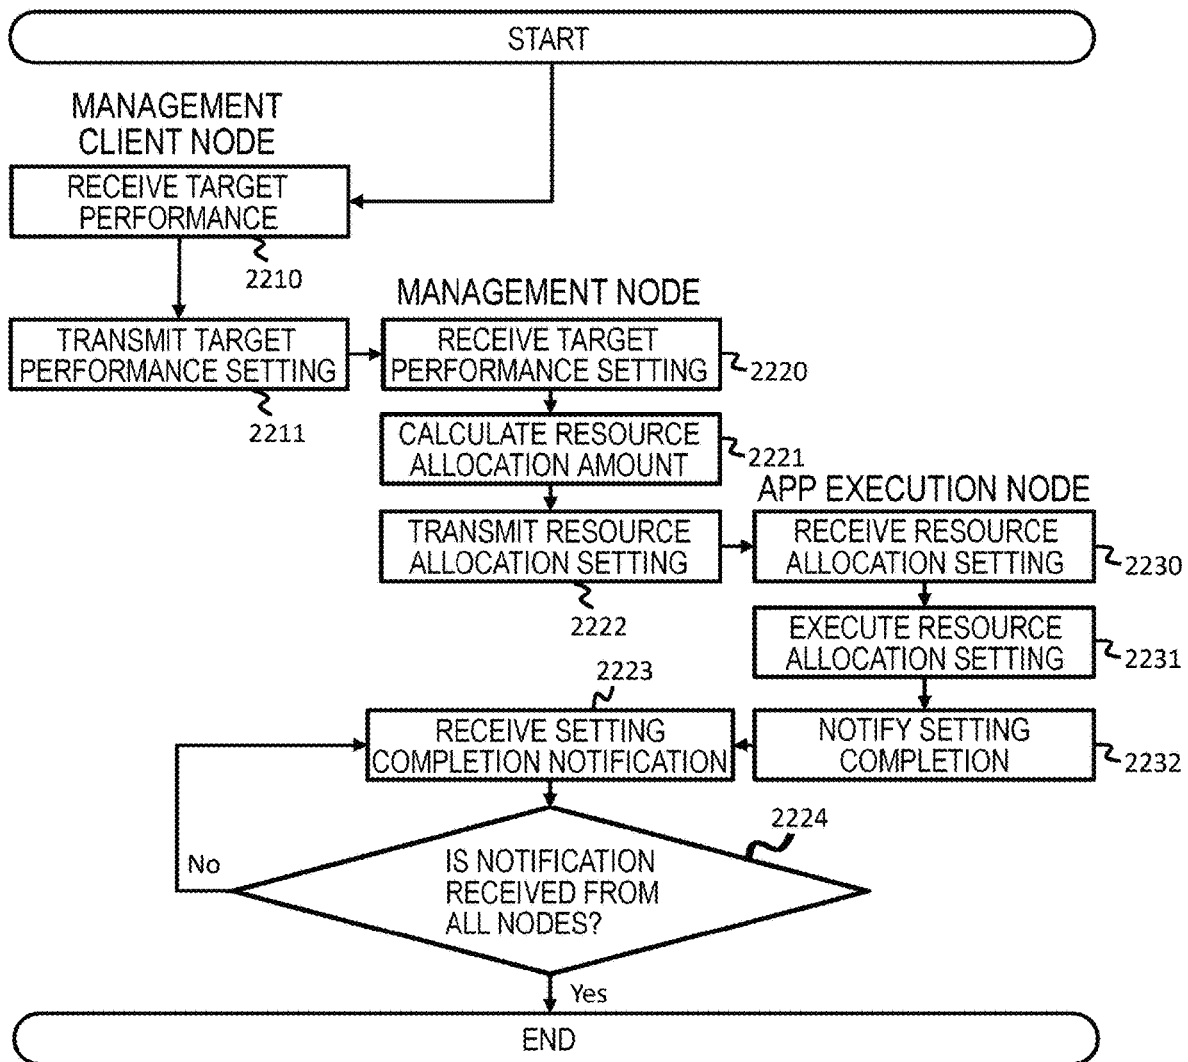 START
MANAGEMENT
CLIENT NODE
RECEIVE TARGET
PERFORMANCE
2210
MANAGEMENT NODE
TRANSMIT TARGET
PERFORMANCE SETTING
2211
RECEIVE TARGET
PERFORMANCE SETTING
2220
CALCULATE RESOURCE
ALLOCATION AMOUNT
2221
APP EXECUTION NODE
TRANSMIT RESOURCE
ALLOCATION SETTING
2222
RECEIVE RESOURCE
ALLOCATION SETTING
2230
EXECUTE RESOURCE
ALLOCATION SETTING
2231
2223
RECEIVE SETTING
COMPLETION NOTIFICATION
NOTIFY SETTING
COMPLETION
2232
2224
IS NOTIFICATION
RECEIVED FROM
ALL NODES?
No
Yes
END